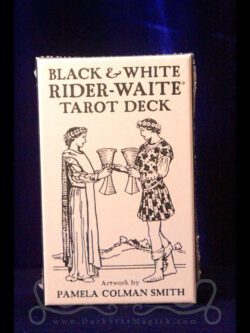 BLACK & WHITE
RIDER-WAITE®
TAROT DECK
Artwork by
PAMELA COLMAN SMITH
www.DarkStarMagick.com